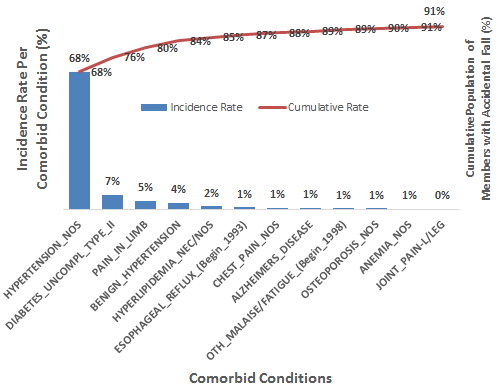 91%
68%
68%
76%
80%
84%
85%
87%
88%
89%
89%
90%
91%
Incidence Rate Per
Comorbid Condition (%)
Cumulative Population of
Members with Accidental Fall (%)
Incidence Rate
Cumulative Rate
7%
5%
4%
2%
1%
1%
1%
1%
1%
1%
0%
HYPERTENSION_NOS
DIABETES_UNCOMPL_TYPE_II
PAIN_IN_LIMB
BENIGN_HYPERTENSION
HYPERLIPIDEMIA_NEC/NOS
ESOPHAGEAL_REFLUX_(Begin_1993)
CHEST_PAIN_NOS
ALZHEIMERS_DISEASE
OTH_MALAISE/FATIGUE_(Begin_1998)
OSTEOPOROSIS_NOS
ANEMIA_NOS
JOINT_PAIN-L/LEG
Comorbid Conditions